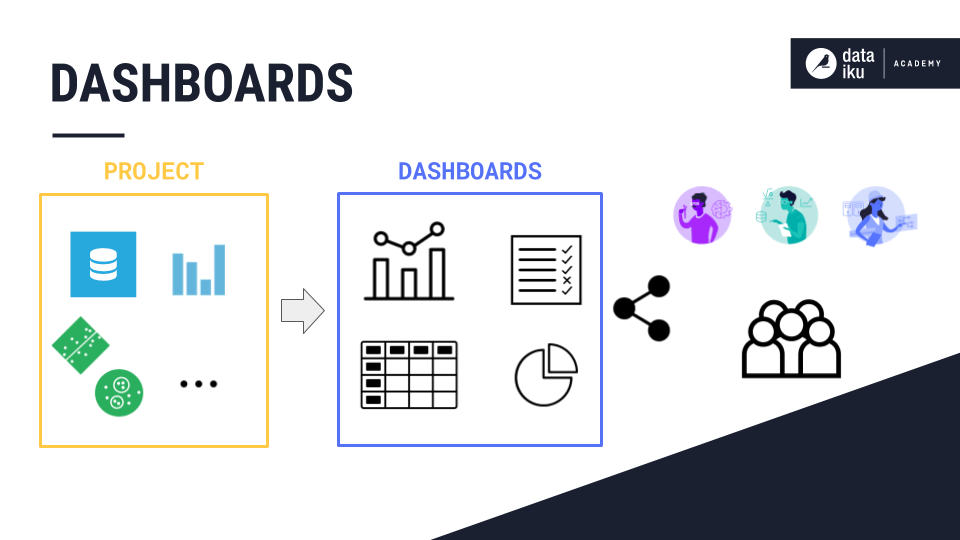 DASHBOARDS
data
iku
ACADEMY
PROJECT
DASHBOARDS